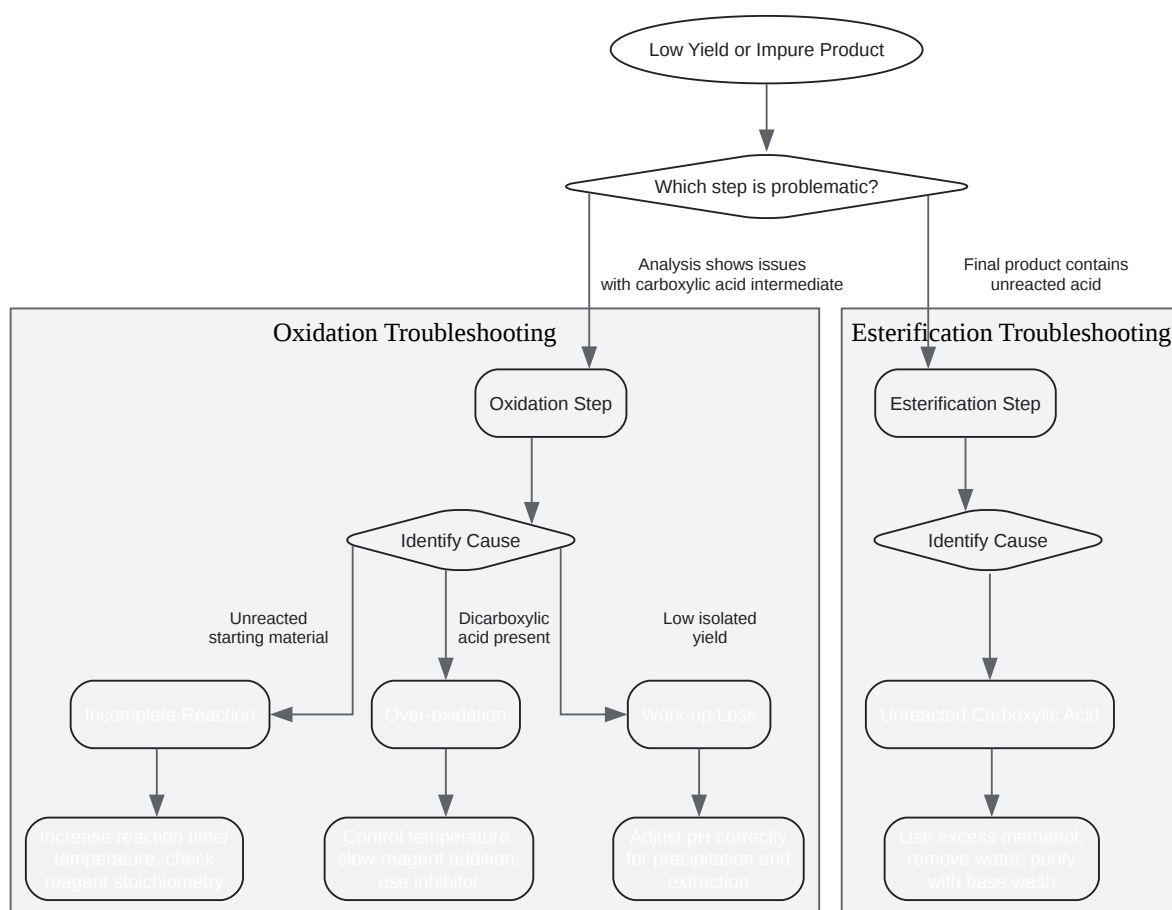 Low Yield or Impure Product
Which step is problematic?
Analysis shows issues
with carboxylic acid intermediate
Final product contains
unreacted acid
Oxidation Troubleshooting
Esterification Troubleshooting
Oxidation Step
Esterification Step
Identify Cause
Identify Cause
Unreacted
starting material
Dicarboxylic
acid present
Low isolated
yield
Incomplete Reaction
Over-oxidation
Work-up Loss
Unreacted Carboxylic Acid
Increase reaction time/
temperature, check
reagent stoichiometry
Control temperature,
slow reagent addition,
use inhibitor
Adjust pH correctly
for precipitation and
extraction
Use excess methanol,
remove water, purify
with base wash